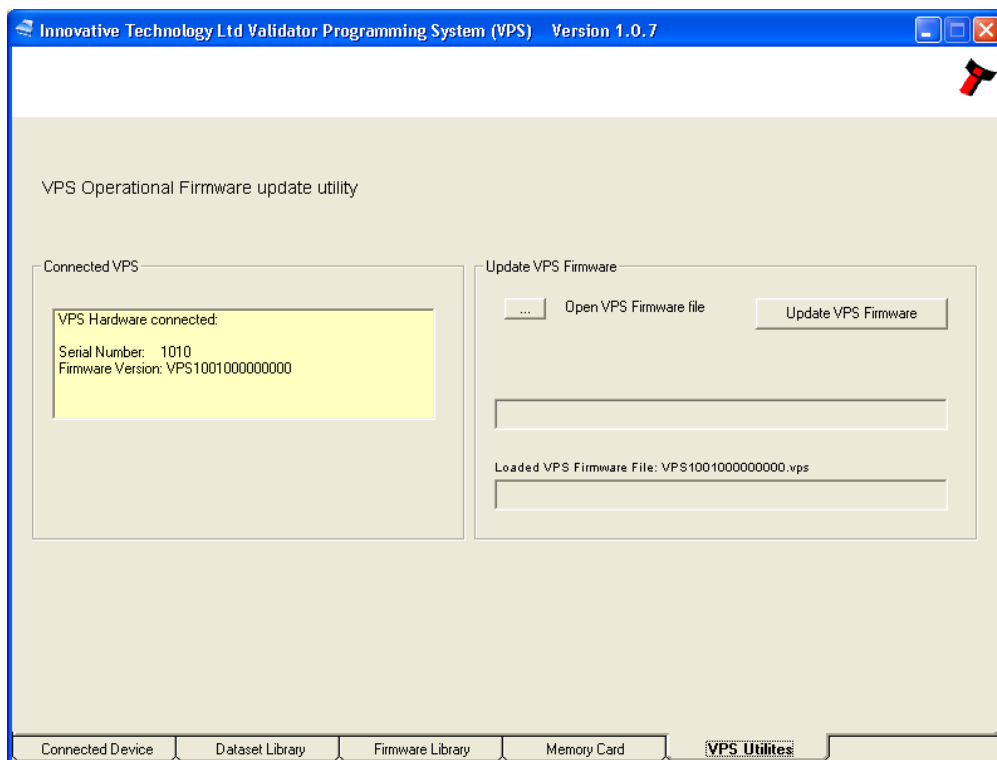 Innovative Technology Ltd Validator Programming System (VPS) Version 1.0.7
VPS Operational Firmware update utility
Connected VPS
VPS Hardware connected:
Serial Number: 1010
Firmware Version: VPS1001000000000
Update VPS Firmware
... Open VPS Firmware file
Update VPS Firmware
Loaded VPS Firmware File: VPS1001000000000.vps
Connected Device
Dataset Library
Firmware Library
Memory Card
VPS Utilites